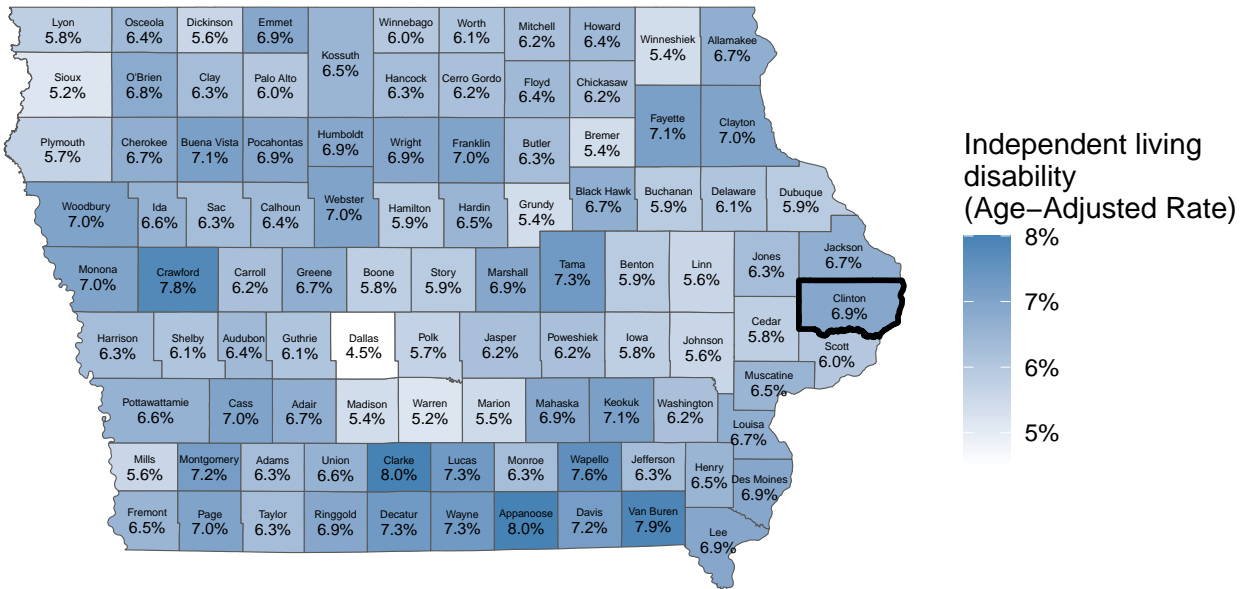 Lyon
5.8%
Osceola
6.4%
Dickinson
5.6%
Emmet
6.9%
Kossuth
6.5%
Winnebago
6.0%
Worth
6.1%
Mitchell
6.2%
Howard
6.4%
Winneshiek
5.4%
Allamakee
6.7%
Sioux
5.2%
O'Brien
6.8%
Clay
6.3%
Palo Alto
6.0%
Hancock
6.3%
Cerro Gordo
6.2%
Floyd
6.4%
Chickasaw
6.2%
Fayette
7.1%
Clayton
7.0%
Plymouth
5.7%
Cherokee
6.7%
Buena Vista
7.1%
Pocahontas
6.9%
Humboldt
6.9%
Wright
6.9%
Franklin
7.0%
Butler
6.3%
Bremer
5.4%
Woodbury
7.0%
Ida
6.6%
Sac
6.3%
Calhoun
6.4%
Webster
7.0%
Hamilton
5.9%
Hardin
6.5%
Grundy
5.4%
Black Hawk
6.7%
Buchanan
5.9%
Delaware
6.1%
Dubuque
5.9%
Monona
7.0%
Crawford
7.8%
Carroll
6.2%
Greene
6.7%
Boone
5.8%
Story
5.9%
Marshall
6.9%
Tama
7.3%
Benton
5.9%
Linn
5.6%
Jones
6.3%
Jackson
6.7%
Clinton
6.9%
Harrison
6.3%
Shelby
6.1%
Audubon
6.4%
Guthrie
6.1%
Dallas
4.5%
Polk
5.7%
Jasper
6.2%
Poweshiek
6.2%
Iowa
5.8%
Johnson
5.6%
Cedar
5.8%
Scott
6.0%
Muscatine
6.5%
Pottawattamie
6.6%
Cass
7.0%
Adair
6.7%
Madison
5.4%
Warren
5.2%
Marion
5.5%
Mahaska
6.9%
Keokuk
7.1%
Washington
6.2%
Louisa
6.7%
Mills
5.6%
Montgomery
7.2%
Adams
6.3%
Union
6.6%
Clarke
8.0%
Lucas
7.3%
Monroe
6.3%
Wapello
7.6%
Jefferson
6.3%
Henry
6.5%
Des Moines
6.9%
Fremont
6.5%
Page
7.0%
Taylor
6.3%
Ringgold
6.9%
Decatur
7.3%
Wayne
7.3%
Appanoose
8.0%
Davis
7.2%
Van Buren
7.9%
Lee
6.9%
Independent living
disability
(Age−Adjusted Rate)
8%
7%
6%
5%